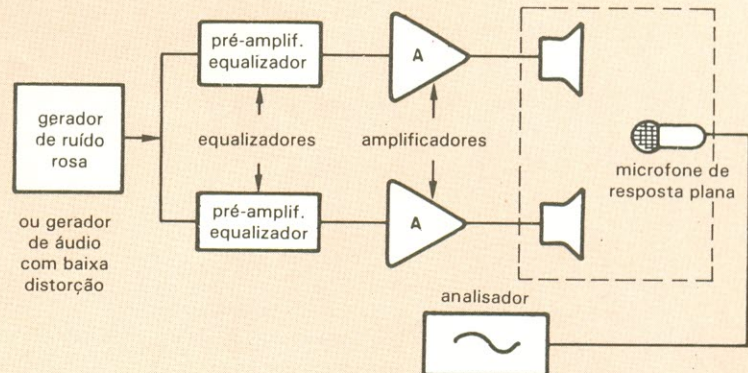 pré-amplif.
equalizador
A
gerador
de ruído
rosa
equalizadores
amplificadores
microfone de
resposta plana
pré-amplif.
equalizador
A
ou gerador
de áudio
com baixa
distorção
analisador